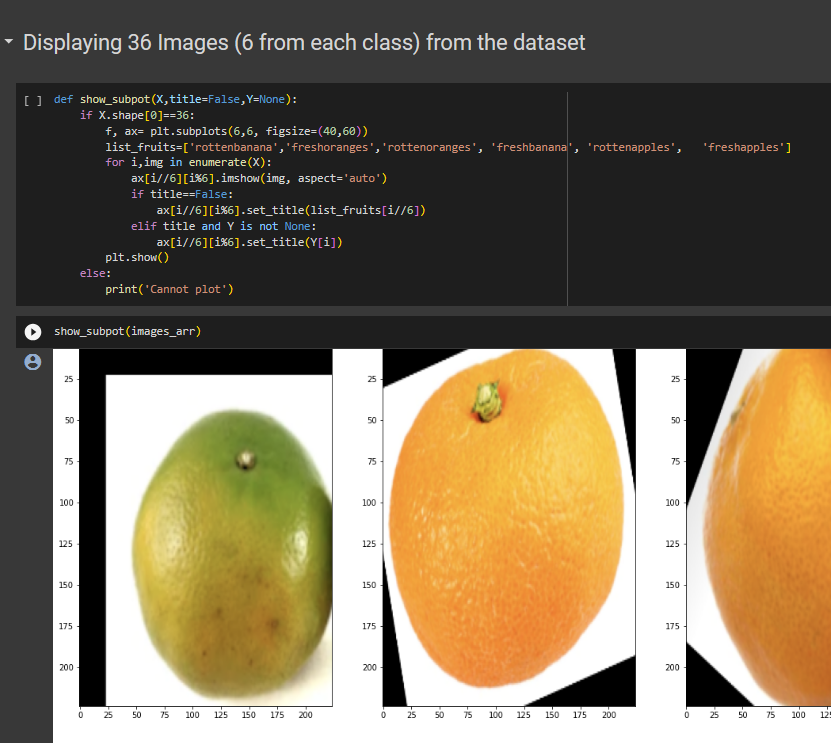 Displaying 36 Images (6 from each class) from the dataset
[ ] def show_subpot(X,title=False,Y=None):
if X.shape[0]==36:
f, ax= plt.subplots(6,6, figsize=(40,60))
list_fruits=['rottenbanana','freshoranges','rottenoranges', 'freshbanana', 'rottenapples', 'freshapples']
for i,img in enumerate(X):
ax[i//6][i%6].imshow(img, aspect='auto')
if title==False:
ax[i//6][i%6].set_title(list_fruits[i//6])
elif title and Y is not None:
ax[i//6][i%6].set_title(Y[i])
plt.show()
else:
print('Cannot plot')
show_subpot(images_arr)
25
50
75
100
125
150
175
200
0 25 50 75 100 125 150 175 200
25
50
75
100
125
150
175
200
0 25 50 75 100 125 150 175 200
25
50
75
100
125
150
175
200
0 25 50 75 100